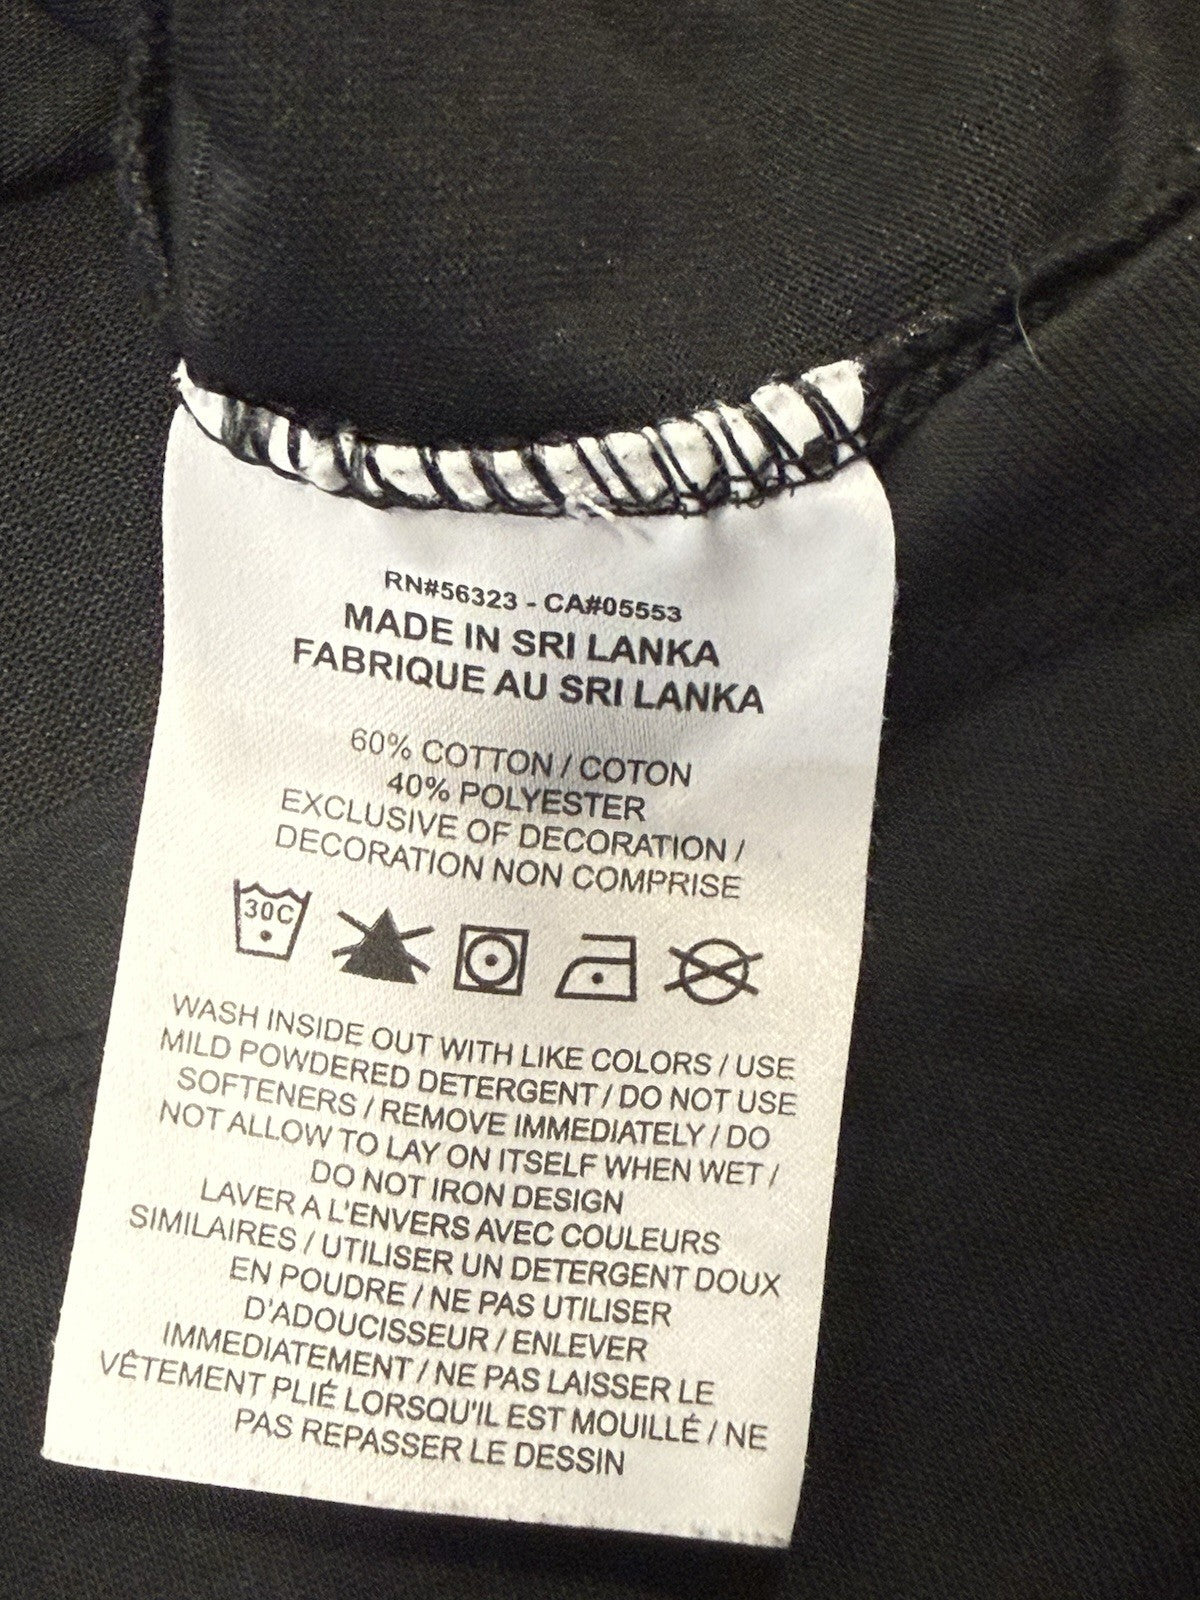 RN#56323 - CA#05553
MADE IN SRI LANKA
FABRIQUE AU SRI LANKA
60% COTTON / COTON
40% POLYESTER
EXCLUSIVE OF DECORATION /
DECORATION NON COMPRISE
30C
WASH INSIDE OUT WITH LIKE COLORS / USE
MILD POWDERED DETERGENT / DO NOT USE
SOFTENERS / REMOVE IMMEDIATELY / DO
NOT ALLOW TO LAY ON ITSELF WHEN WET /
DO NOT IRON DESIGN
LAVER A L'ENVERS AVEC COULEURS
SIMILAIRES / UTILISER UN DETERGENT DOUX
EN POUDRE / NE PAS UTILISER
D'ADOUCISSEUR / ENLEVER
IMMEDIATEMENT / NE PAS LAISSER LE
VÊTEMENT PLIÉ LORSQU'IL EST MOUILLÉ / NE
PAS REPASSER LE DESSIN